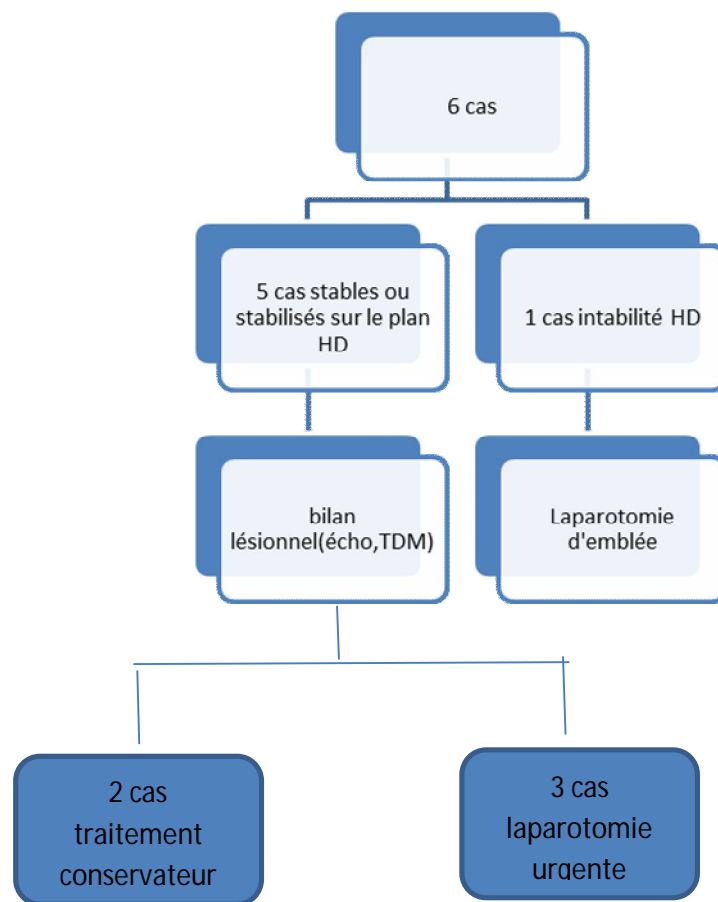 6 cas
5 cas stables ou
stabilisés sur le plan
HD
1 cas intabilité HD
bilan
lésionnel(écho,TDM)
Laparotomie
d'emblée
2 cas
traitement
conservateur
3 cas
laparotomie
urgente